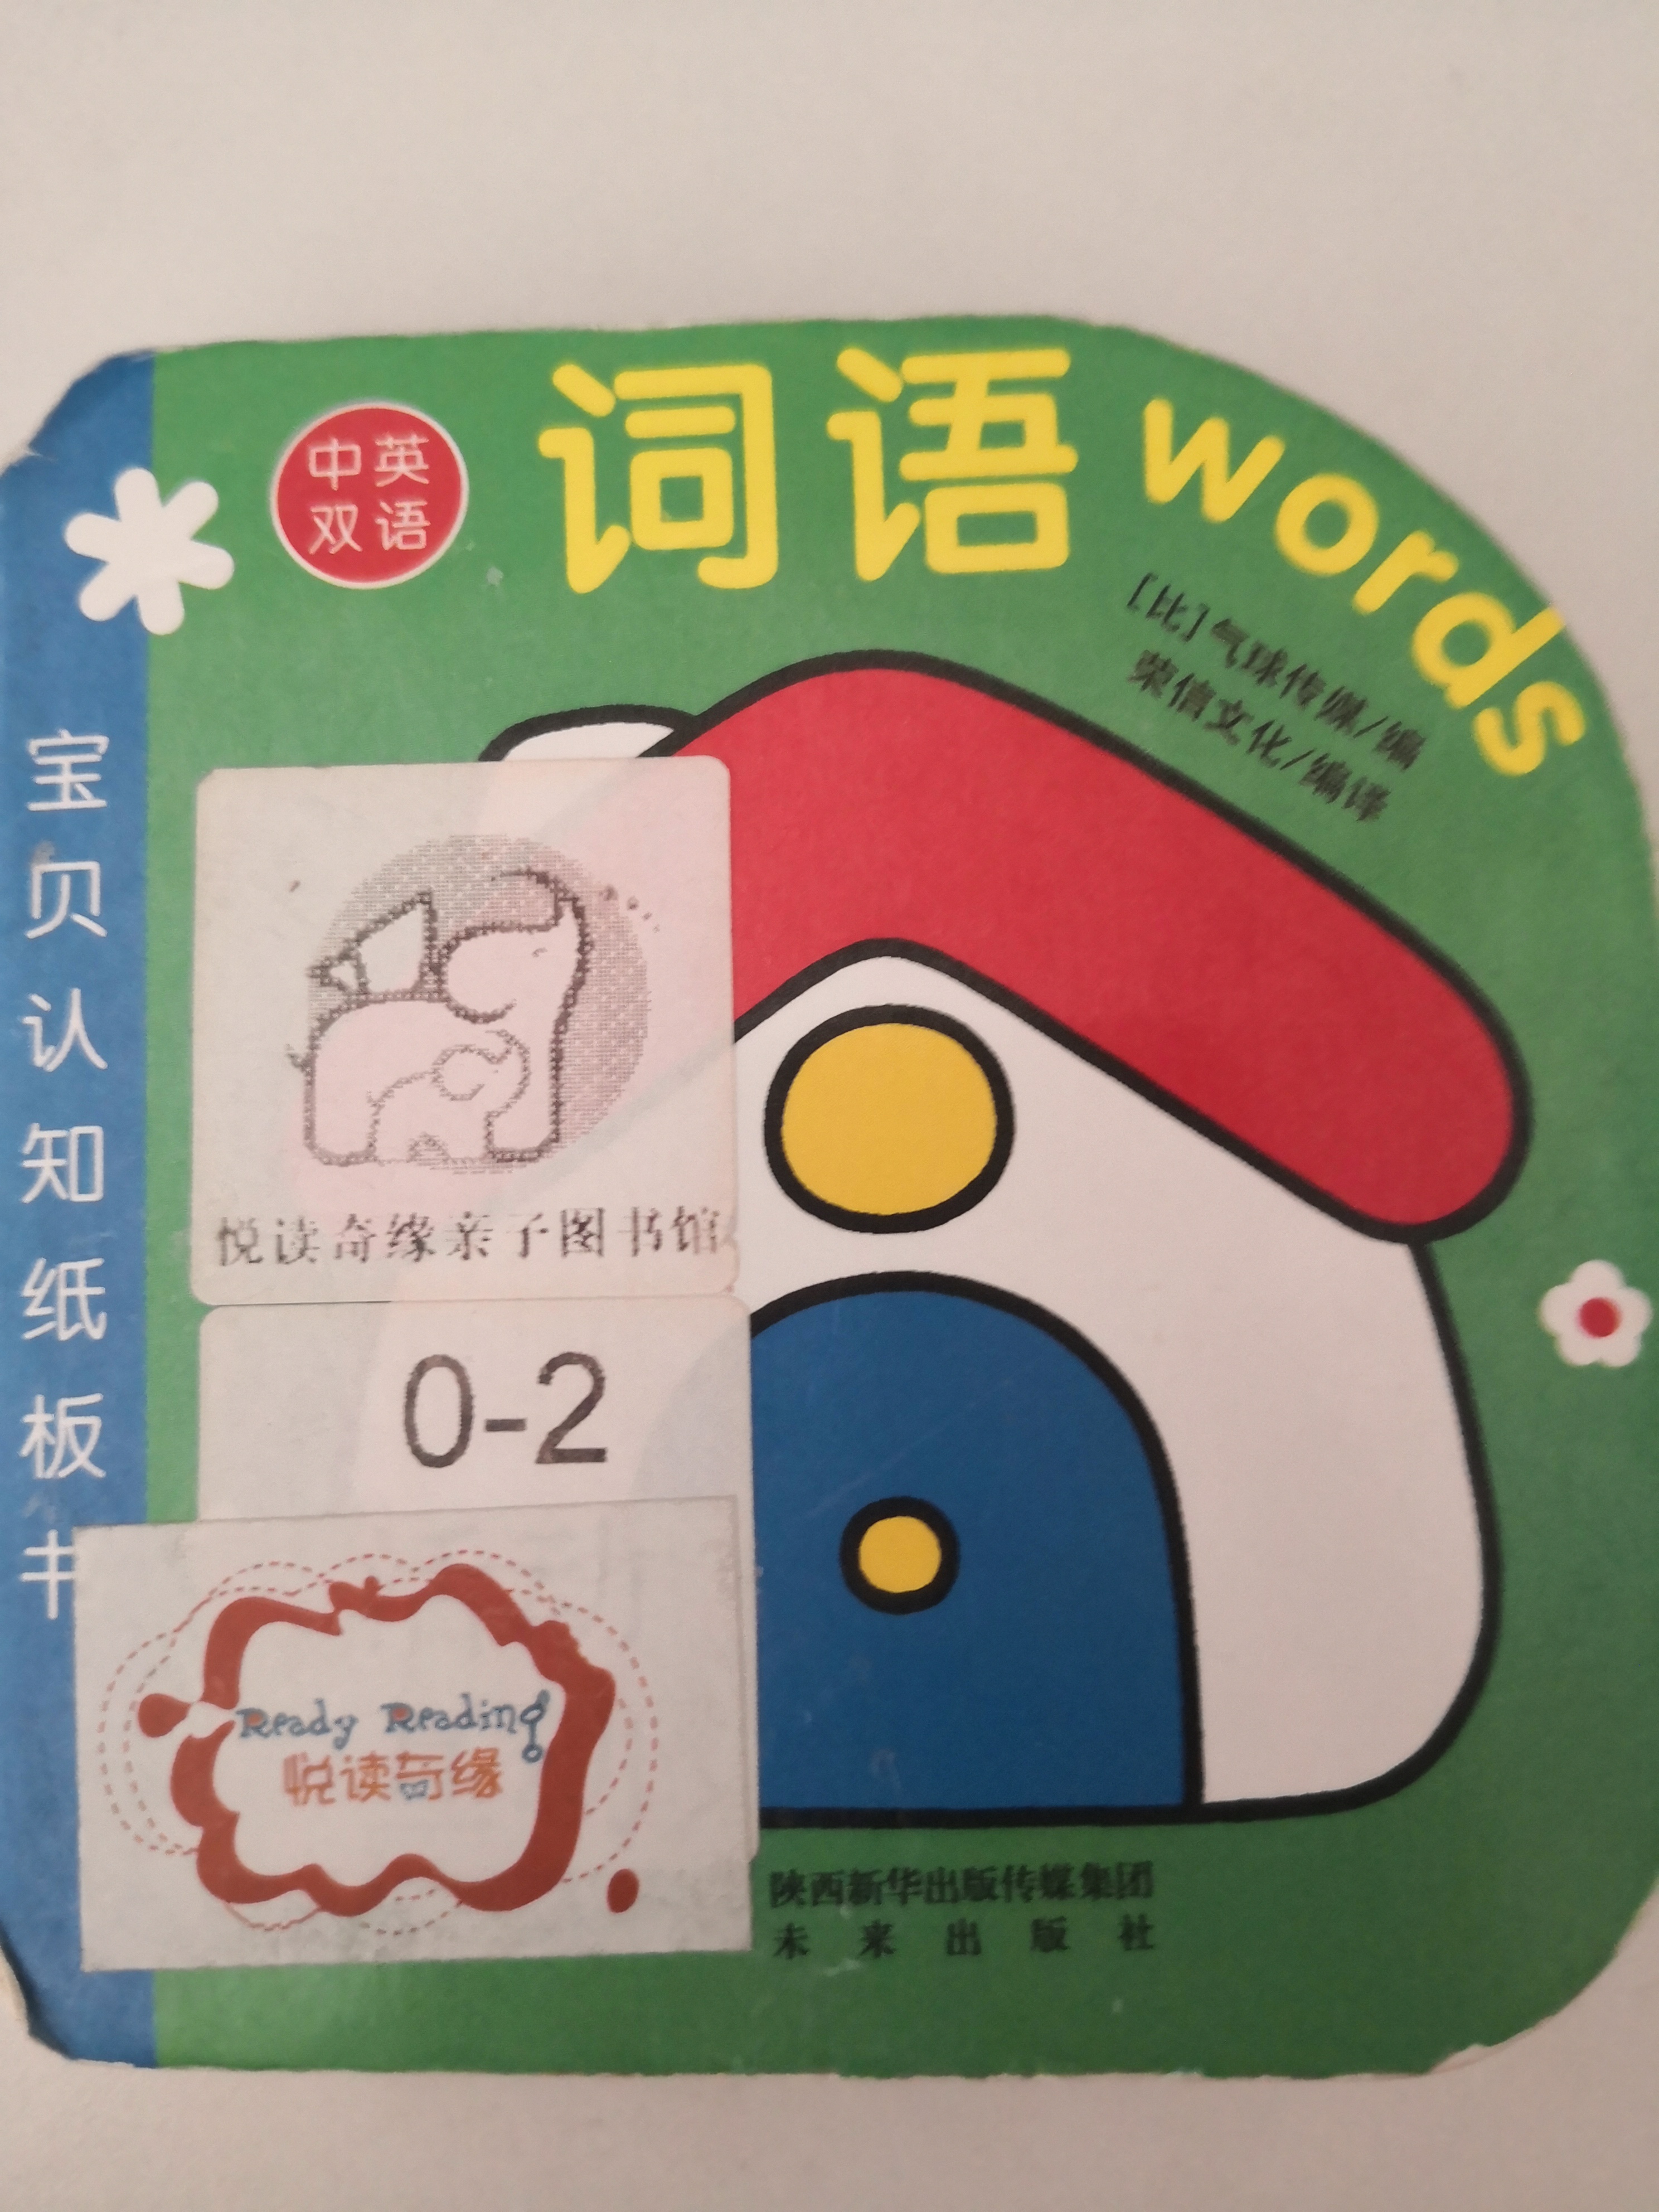 中英
双语
词语 words
[比]气球传媒/编
荣信文化/编译
宝贝认知纸板书
悦读奇缘亲子图书馆
0-2
Ready Reading
悦读奇缘
陕西新华出版传媒集团
未来出版社